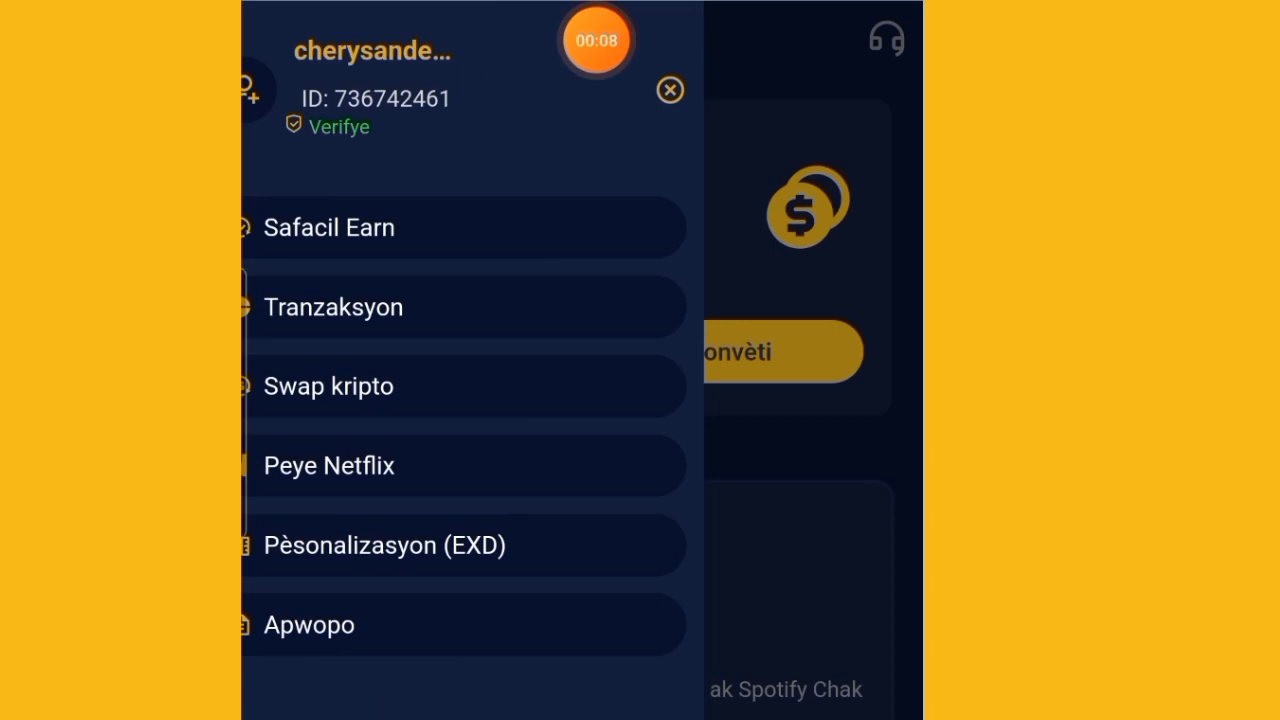 cherysande...
00:08
ID: 736742461
Verifye
Safacil Earn
Tranzaksyon
Swap kripto
onvèti
Peye Netflix
Pèsonalizasyon (EXD)
Apwopo
ak Spotify Chak